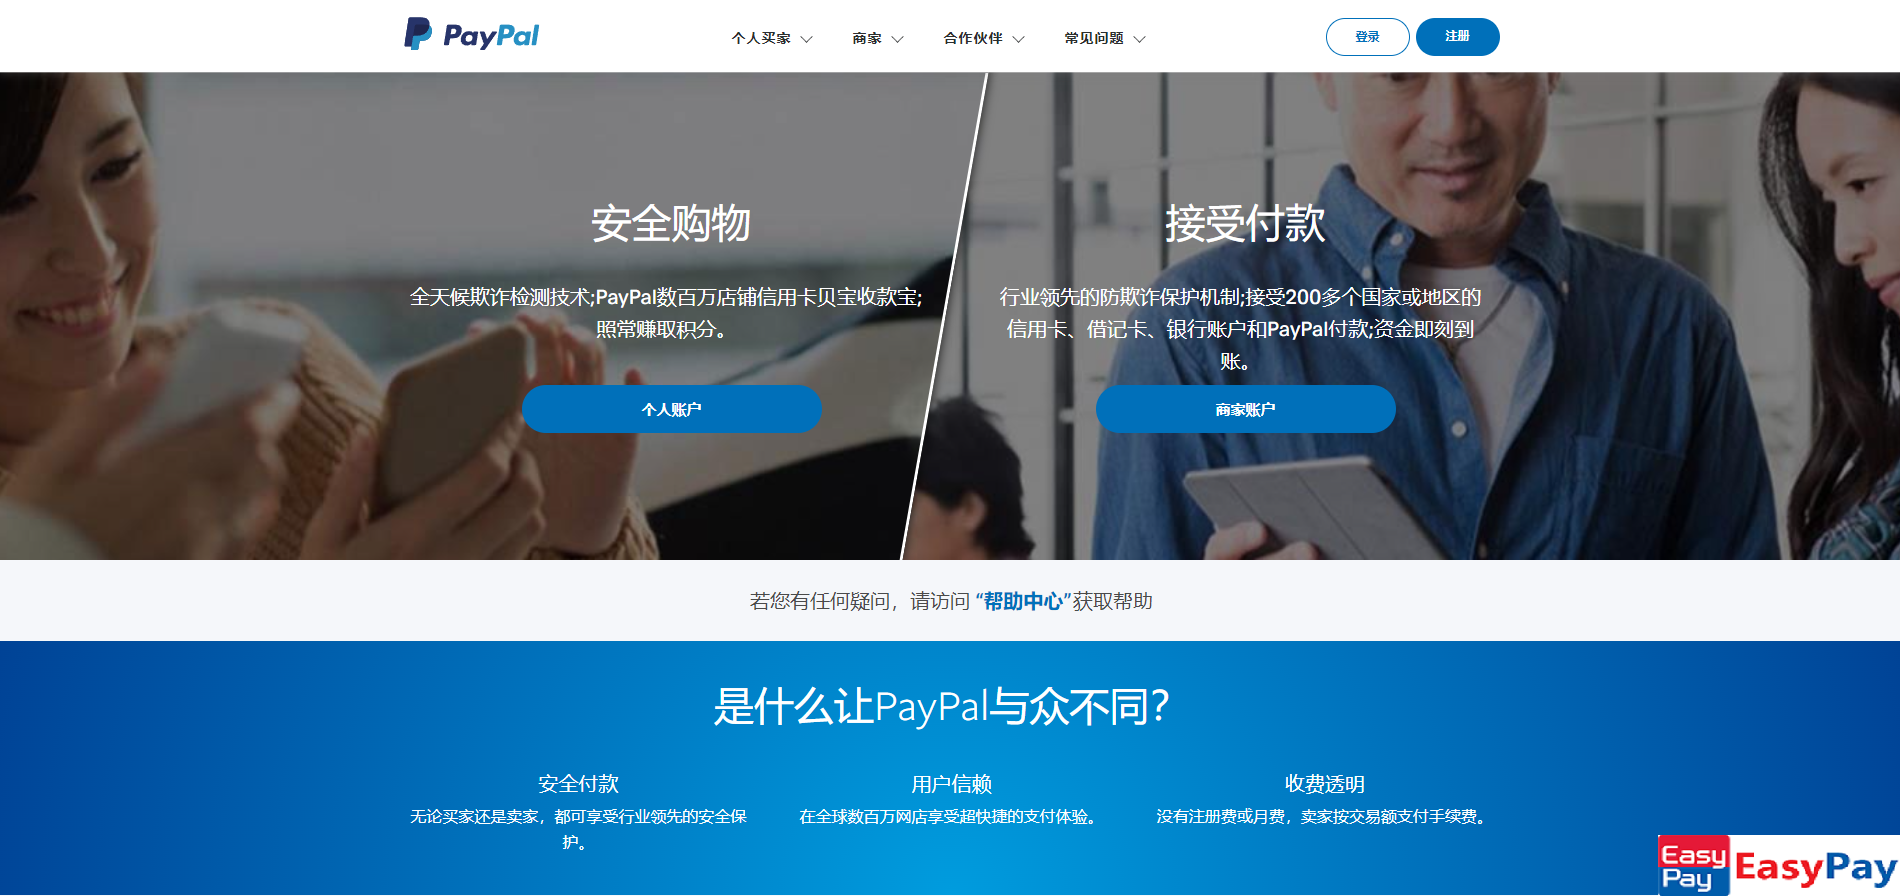 PayPal
个人买家
商家
合作伙伴
常见问题
登录
注册
安全购物
全天候欺诈检测技术;PayPal数百万店铺信用卡贝宝收款宝;
照常赚取积分。
个人账户
接受付款
行业领先的防欺诈保护机制;接受200多个国家或地区的
信用卡、借记卡、银行账户和PayPal付款;资金即刻到
账。
商家账户
若您有任何疑问，请访问 “帮助中心”获取帮助
是什么让PayPal与众不同？
安全付款
无论买家还是卖家，都可享受行业领先的安全保
护。
用户信赖
在全球数百万网店享受超快捷的支付体验。
收费透明
没有注册费或月费，卖家按交易额支付手续费。
Easy
Pay
EasyPay